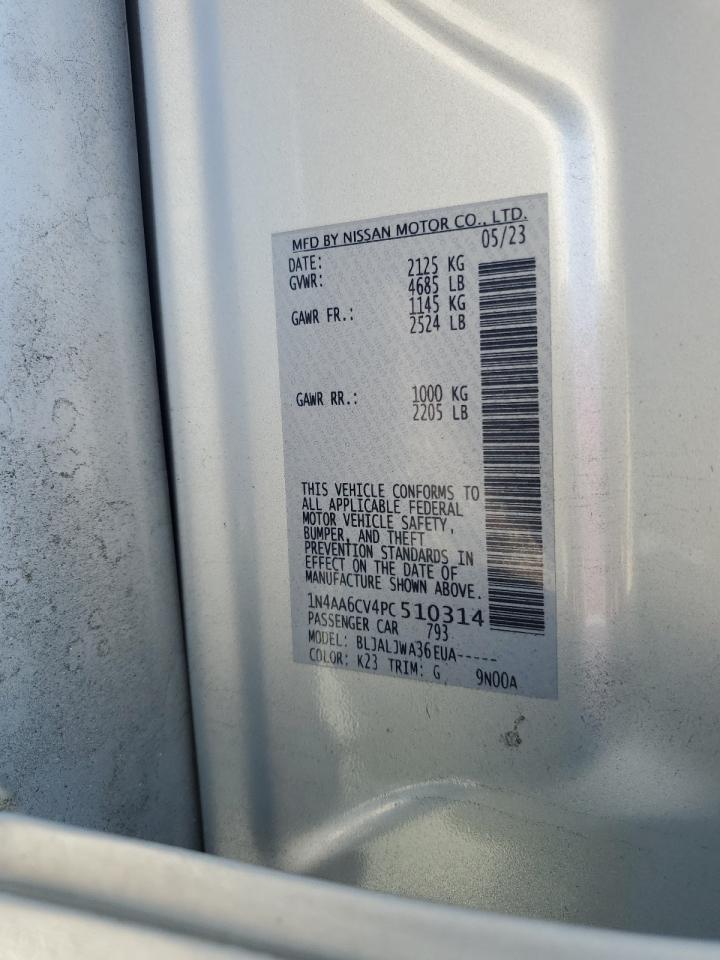 MFD BY NISSAN MOTOR CO., LTD.
DATE: 05/23
GVWR: 2125 KG
4685 LB
GAWR FR.: 1145 KG
2524 LB
GAWR RR.: 1000 KG
2205 LB
THIS VEHICLE CONFORMS TO
ALL APPLICABLE FEDERAL
MOTOR VEHICLE SAFETY,
BUMPER, AND THEFT
PREVENTION STANDARDS IN
EFFECT ON THE DATE OF
MANUFACTURE SHOWN ABOVE.
1N4AA6CV4PC510314
PASSENGER CAR 793
MODEL: BLJALJWA36EUA-----
COLOR: K23 TRIM: G 9N00A